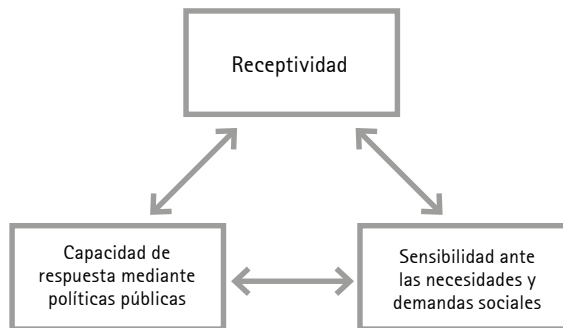 Receptividad
Capacidad de
respuesta mediante
políticas públicas
Sensibilidad ante
las necesidades y
demandas sociales